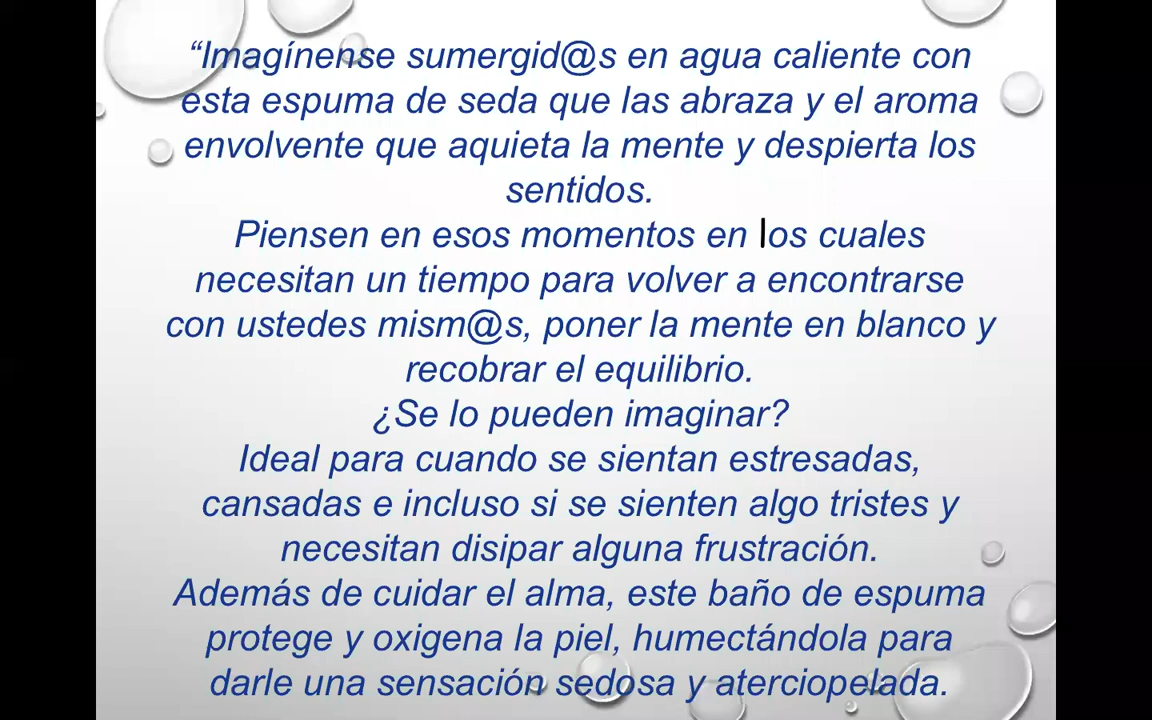 “Imagínense sumergid@s en agua caliente con
esta espuma de seda que las abraza y el aroma
envolvente que aquieta la mente y despierta los
sentidos.
Piensen en esos momentos en los cuales
necesitan un tiempo para volver a encontrarse
con ustedes mism@s, poner la mente en blanco y
recobrar el equilibrio.
¿Se lo pueden imaginar?
Ideal para cuando se sientan estresadas,
cansadas e incluso si se sienten algo tristes y
necesitan disipar alguna frustración.
Además de cuidar el alma, este baño de espuma
protege y oxigena la piel, humectándola para
darle una sensación sedosa y aterciopelada.